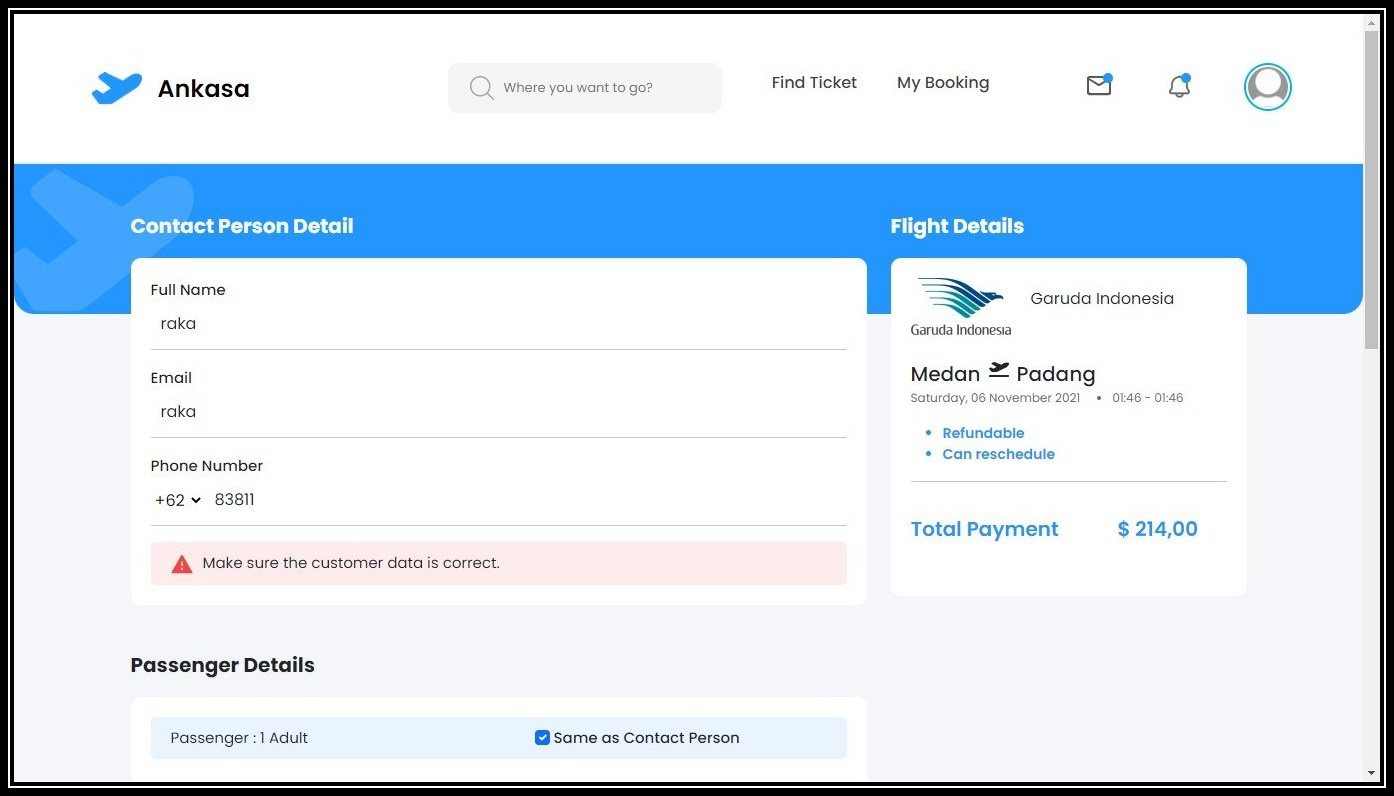 Ankasa
Where you want to go?
Find Ticket
My Booking
Contact Person Detail
Full Name
raka
Email
raka
Phone Number
+62 83811
Make sure the customer data is correct.
Flight Details
Garuda Indonesia
Garuda Indonesia
Medan Padang
Saturday, 06 November 2021 • 01:46 - 01:46
• Refundable
• Can reschedule
Total Payment $ 214,00
Passenger Details
Passenger : 1 Adult Same as Contact Person